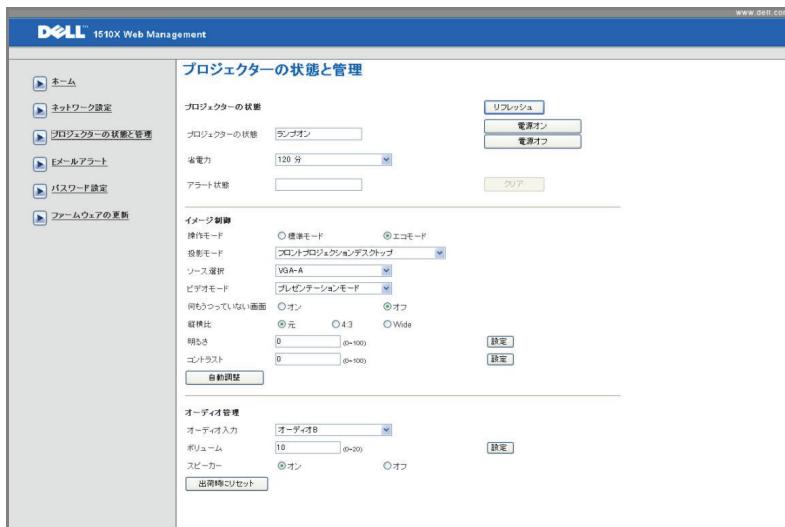 www.dell.com
DELL™ 1510X Web Management
ホーム
ネットワーク設定
プロジェクターの状態と管理
Eメールアラート
パスワード設定
ファームウェアの更新
プロジェクターの状態と管理
プロジェクターの状態 リフレッシュ
電源オン
プロジェクターの状態 ランプオン
電源オフ
省電力 120 分
アラート状態 クリア
イメージ制御
操作モード 標準モード エコモード
投影モード フロントプロジェクションデスクトップ
ソース選択 VGA-A
ビデオモード プレゼンテーションモード
何もうつっていない画面 オン オフ
縦横比 元 4:3 Wide
明るさ 0 (0~100) 設定
コントラスト 0 (0~100) 設定
自動調整
オーディオ管理
オーディオ入力 オーディオB
ボリューム 10 (0~20) 設定
スピーカー オン オフ
出荷時にリセット